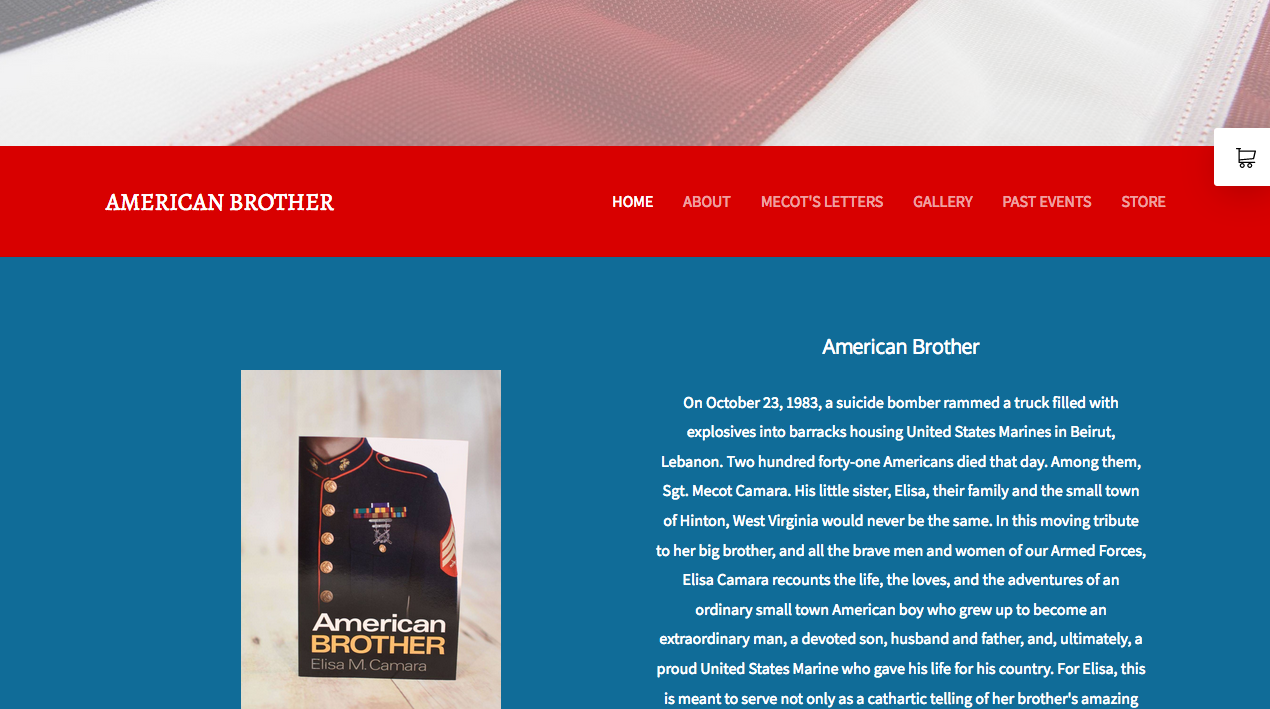 AMERICAN BROTHER
HOME ABOUT MECOT'S LETTERS GALLERY PAST EVENTS STORE
American Brother
On October 23, 1983, a suicide bomber rammed a truck filled with
explosives into barracks housing United States Marines in Beirut,
Lebanon. Two hundred forty-one Americans died that day. Among them,
Sgt. Mecot Camara. His little sister, Elisa, their family and the small town
of Hinton, West Virginia would never be the same. In this moving tribute
to her big brother, and all the brave men and women of our Armed Forces,
Elisa Camara recounts the life, the loves, and the adventures of an
ordinary small town American boy who grew up to become an
extraordinary man, a devoted son, husband and father, and, ultimately, a
proud United States Marine who gave his life for his country. For Elisa, this
is meant to serve not only as a cathartic telling of her brother's amazing
American
BROTHER
Elisa M. Camara